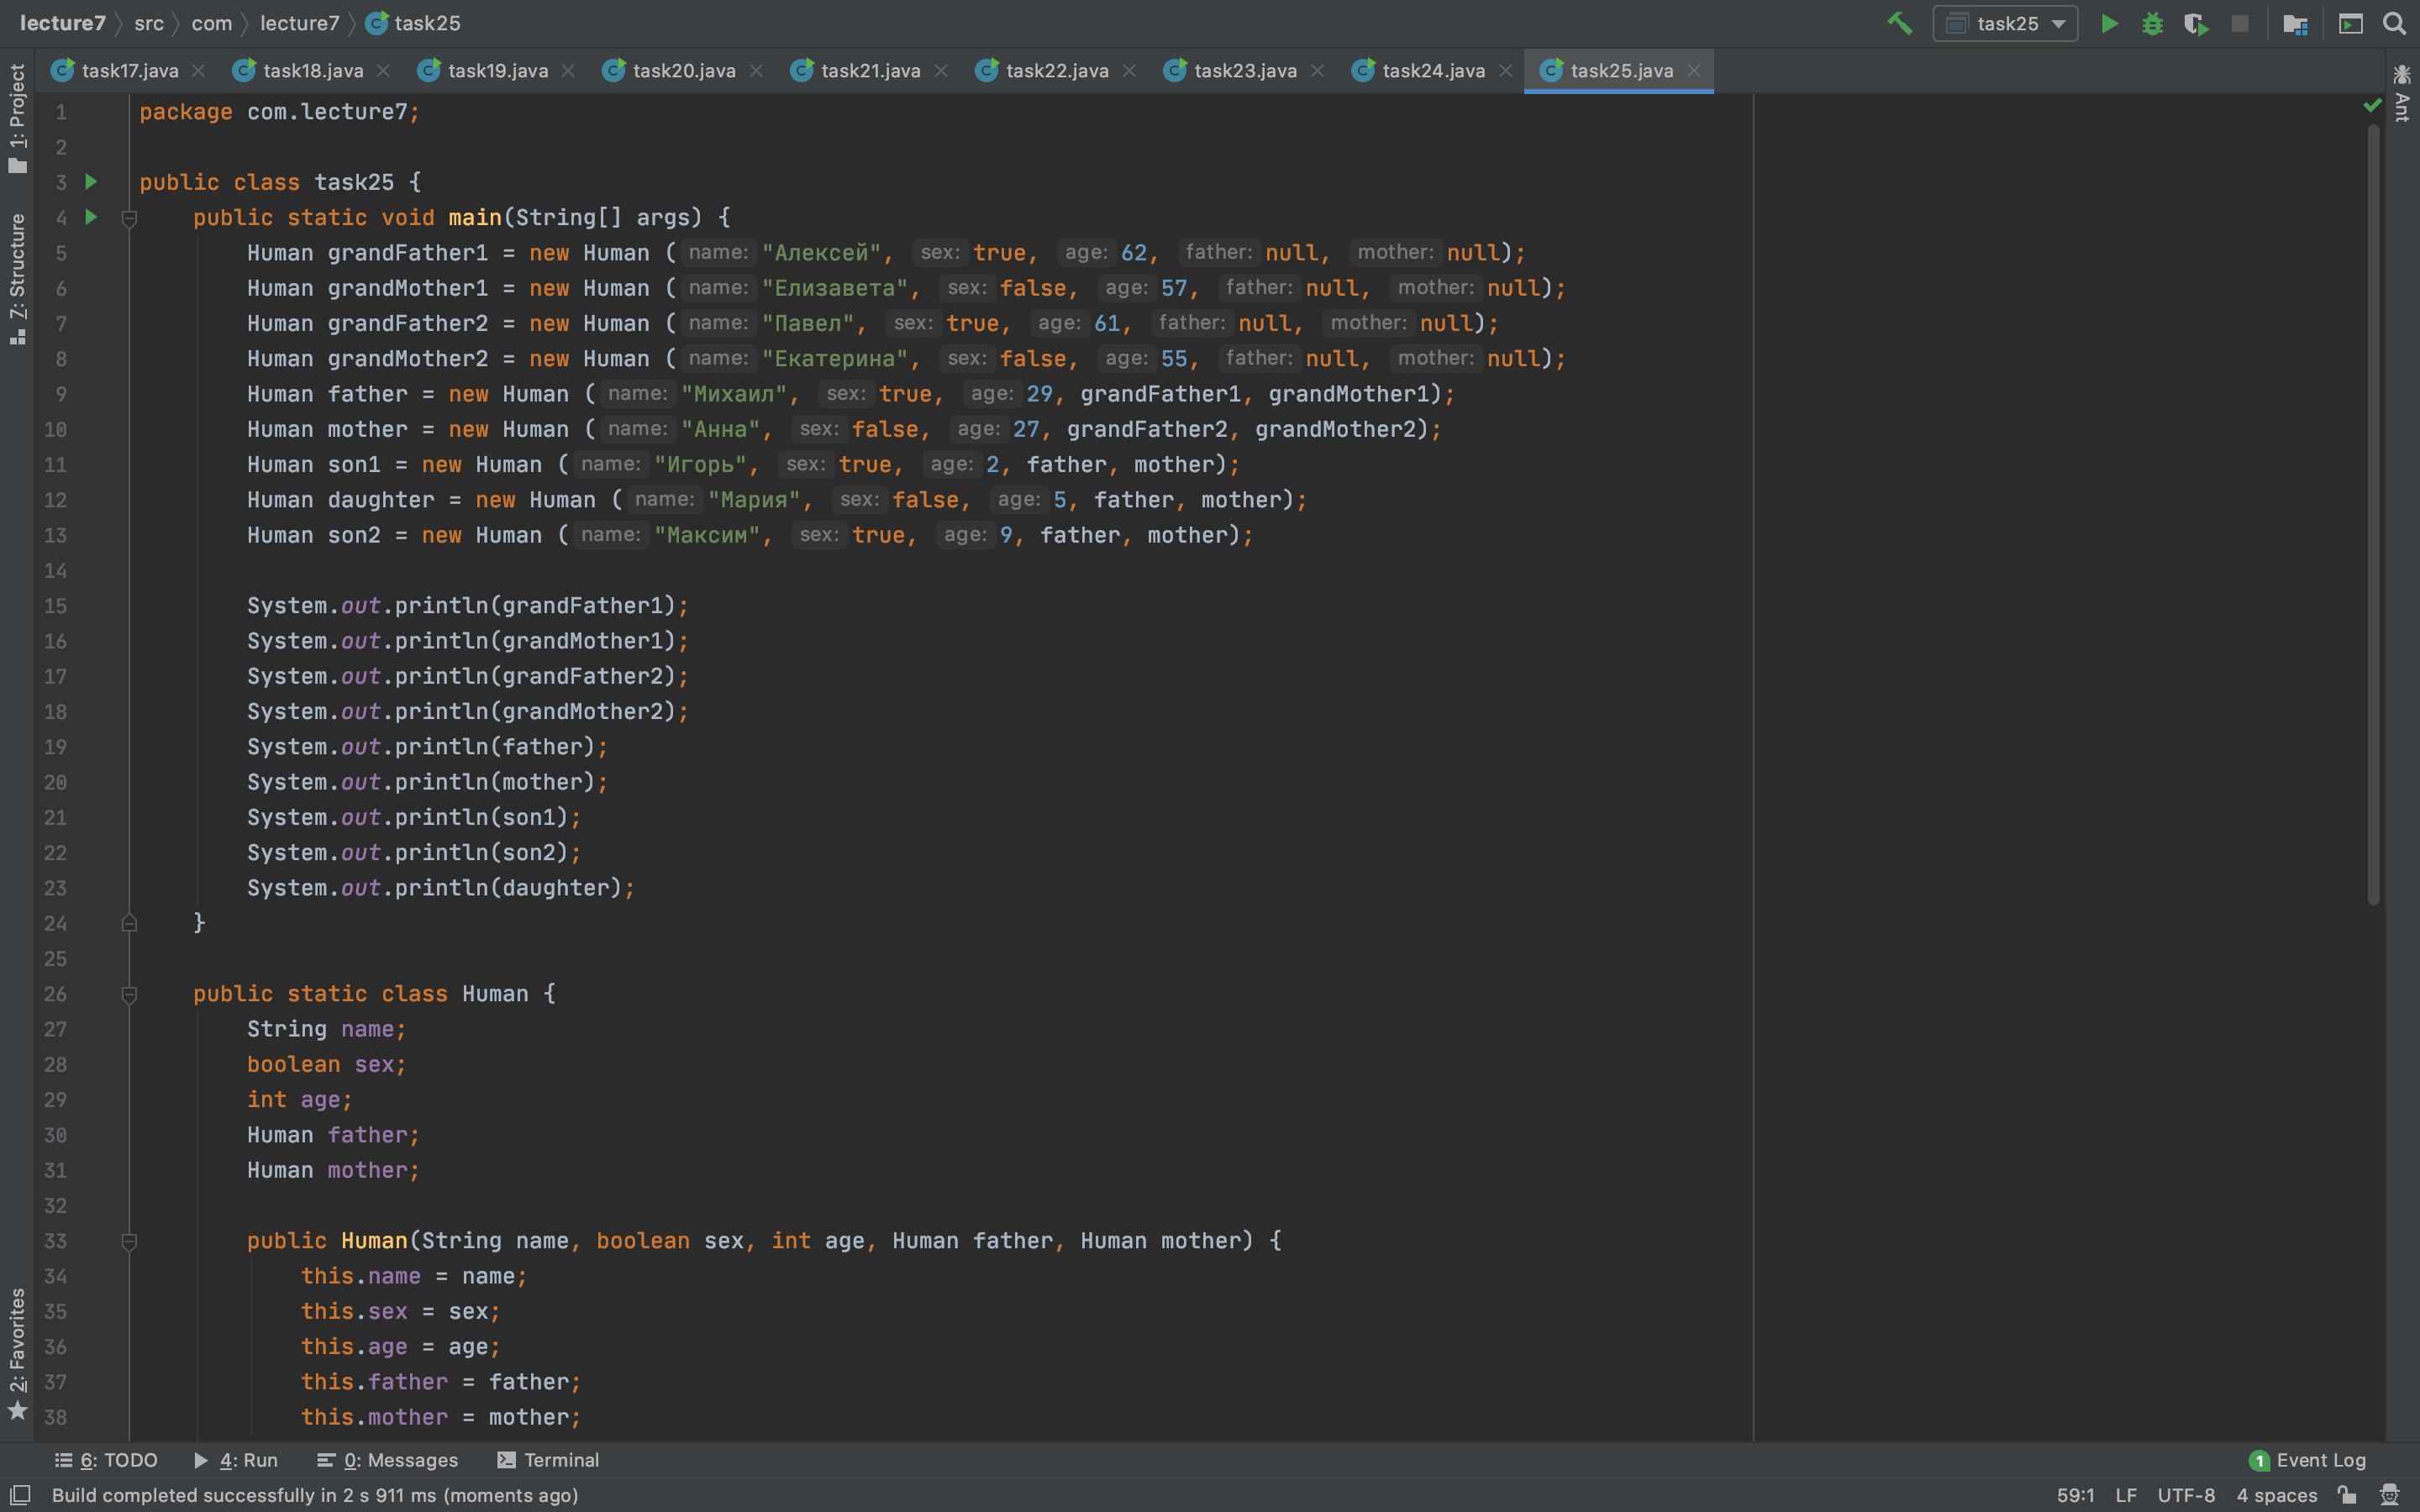 lecture7 〉 src 〉 com 〉 lecture7 〉 task25
task25
task17.java task18.java task19.java task20.java task21.java task22.java task23.java task24.java task25.java
1: Project
Z: Structure
2: Favorites
Ant
1 package com.lecture7;
2
3 public class task25 {
4 public static void main(String[] args) {
5 Human grandFather1 = new Human ( name: "Алексей", sex: true, age: 62, father: null, mother: null);
6 Human grandMother1 = new Human ( name: "Елизавета", sex: false, age: 57, father: null, mother: null);
7 Human grandFather2 = new Human ( name: "Павел", sex: true, age: 61, father: null, mother: null);
8 Human grandMother2 = new Human ( name: "Екатерина", sex: false, age: 55, father: null, mother: null);
9 Human father = new Human ( name: "Михаил", sex: true, age: 29, grandFather1, grandMother1);
10 Human mother = new Human ( name: "Анна", sex: false, age: 27, grandFather2, grandMother2);
11 Human son1 = new Human ( name: "Игорь", sex: true, age: 2, father, mother);
12 Human daughter = new Human ( name: "Мария", sex: false, age: 5, father, mother);
13 Human son2 = new Human ( name: "Максим", sex: true, age: 9, father, mother);
14
15 System.out.println(grandFather1);
16 System.out.println(grandMother1);
17 System.out.println(grandFather2);
18 System.out.println(grandMother2);
19 System.out.println(father);
20 System.out.println(mother);
21 System.out.println(son1);
22 System.out.println(son2);
23 System.out.println(daughter);
24 }
25
26 public static class Human {
27 String name;
28 boolean sex;
29 int age;
30 Human father;
31 Human mother;
32
33 public Human(String name, boolean sex, int age, Human father, Human mother) {
34 this.name = name;
35 this.sex = sex;
36 this.age = age;
37 this.father = father;
38 this.mother = mother;
6: TODO 4: Run 0: Messages Terminal 1 Event Log
Build completed successfully in 2 s 911 ms (moments ago) 59:1 LF UTF-8 4 spaces